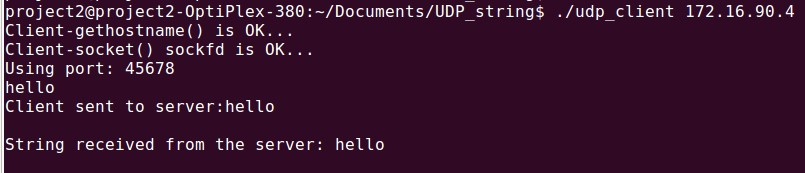 project2@project2-OptiPlex-380:~/Documents/UDP_string$ ./udp_client 172.16.90.4
Client-gethostname() is OK...
Client-socket() sockfd is OK...
Using port: 45678
hello
Client sent to server:hello
String received from the server: hello